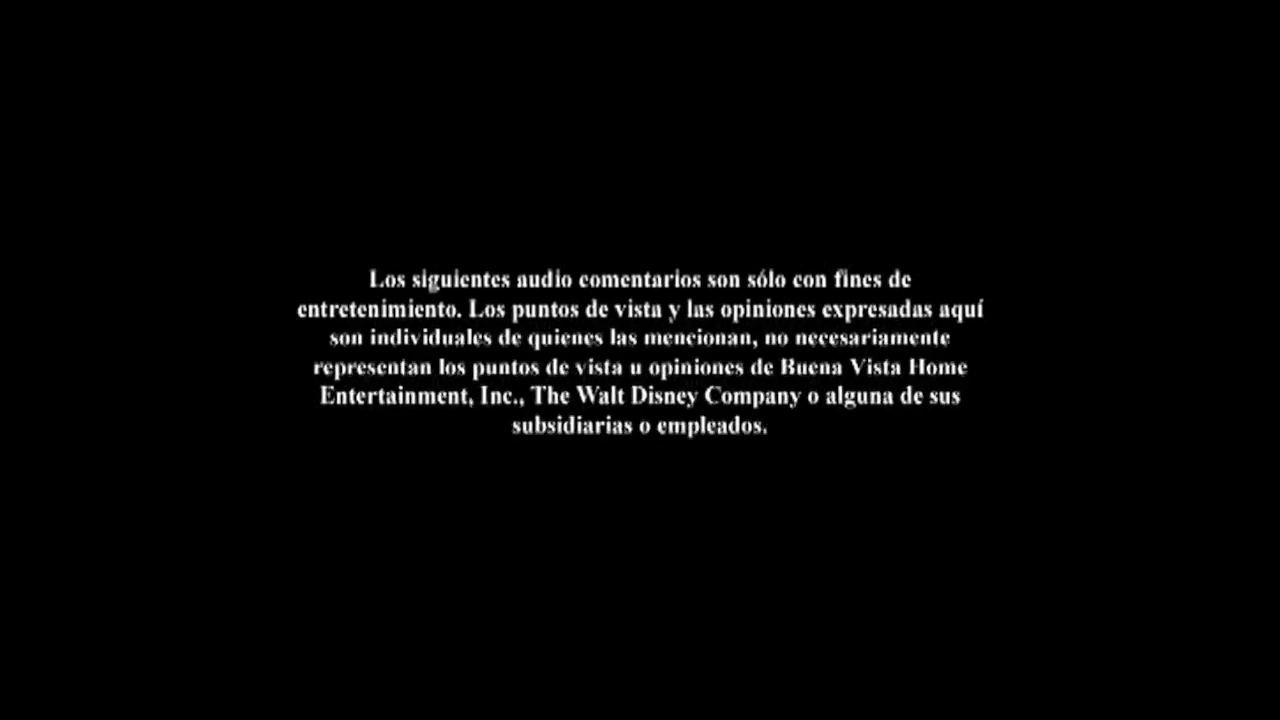 Los siguientes audio comentarios son sólo con fines de
entretenimiento. Los puntos de vista y las opiniones expresadas aquí
son individuales de quienes las mencionan, no necesariamente
representan los puntos de vista u opiniones de Buena Vista Home
Entertainment, Inc., The Walt Disney Company o alguna de sus
subsidiarias o empleados.